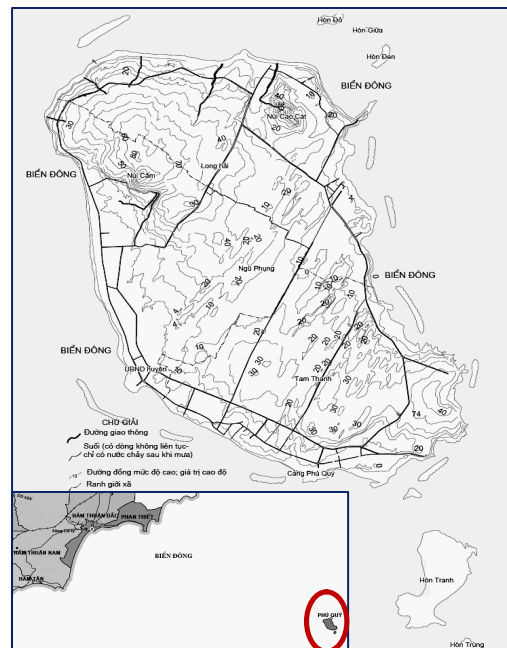 Hòn Đỏ
Hòn Giữa
Hòn Đen
BIỂN ĐÔNG
Núi Cao Cát
Long hải
BIỂN ĐÔNG
Núi Cấm
Ngũ Phụng
BIỂN ĐÔNG
BIỂN ĐÔNG
UBND huyện
Tam Thanh
T4
Cảng Phú Quý
CHÚ GIẢI
Đường giao thông
Suối (có dòng không liên tục-
chỉ có nước chảy sau khi mưa)
Đường đồng mức độ cao; giá trị cao độ
Ranh giới xã
HÀM THUẬN BẮC
PHAN THIẾT
HÀM THUẬN NAM
HÀM TÂN
BIỂN ĐÔNG
PHÚ QUÝ
Hòn Tranh
Hòn Trùng